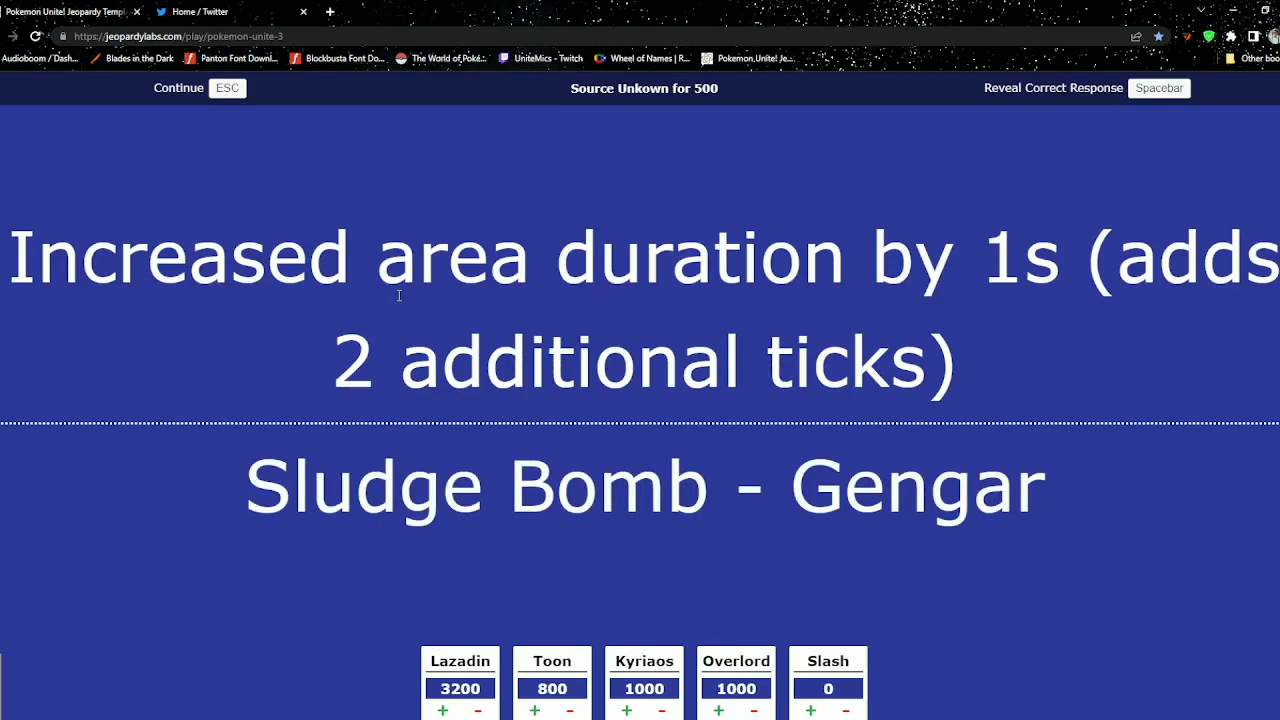 Pokemon Unite! Jeopardy Templ
Home / Twitter
https://jeopardylabs.com/play/pokemon-unite-3
Audioboom / Dash...
Blades in the Dark
Panton Font Downl...
Blockbusta Font Do...
The World of Poké...
UniteMics - Twitch
Wheel of Names | R...
Pokemon Unite! Je...
Other boo
Continue ESC
Source Unkown for 500
Reveal Correct Response Spacebar
Increased area duration by 1s (adds
2 additional ticks)
Sludge Bomb - Gengar
Lazadin Toon Kyriaos Overlord Slash
3200 800 1000 1000 0
+ - + - + - + - + -